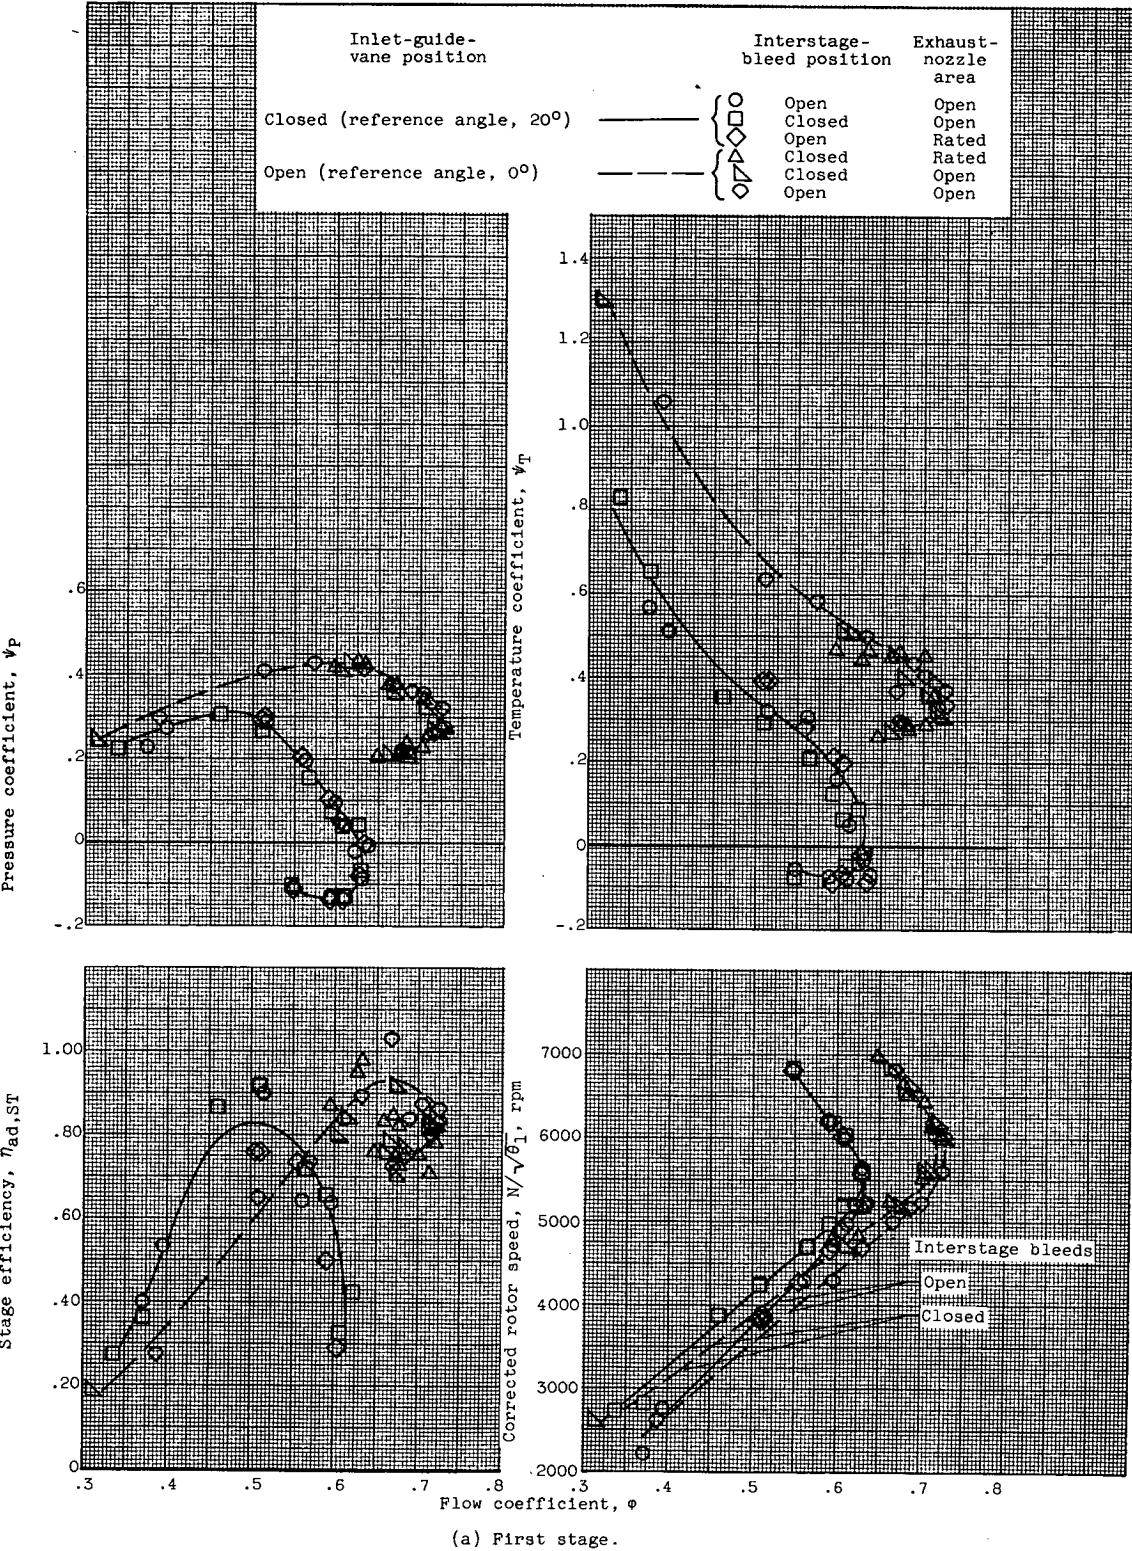 Inlet-guide-
vane position
Interstage-
bleed position
Exhaust-
nozzle
area
Closed (reference angle, 20°)
Open Open
Closed Open
Open Rated
Open (reference angle, 0°)
Closed Rated
Closed Open
Open Open
Pressure coefficient, ψP
.6
.4
.2
0
-.2
Temperature coefficient, ψT
1.4
1.2
1.0
.8
.6
.4
.2
0
-.2
Stage efficiency, ηad,ST
1.00
.80
.60
.40
.20
0
.3 .4 .5 .6 .7 .8
Corrected rotor speed, N/√θ1, rpm
7000
6000
5000
4000
3000
2000
Interstage bleeds
Open
Closed
.3 .4 .5 .6 .7 .8
Flow coefficient, φ
(a) First stage.